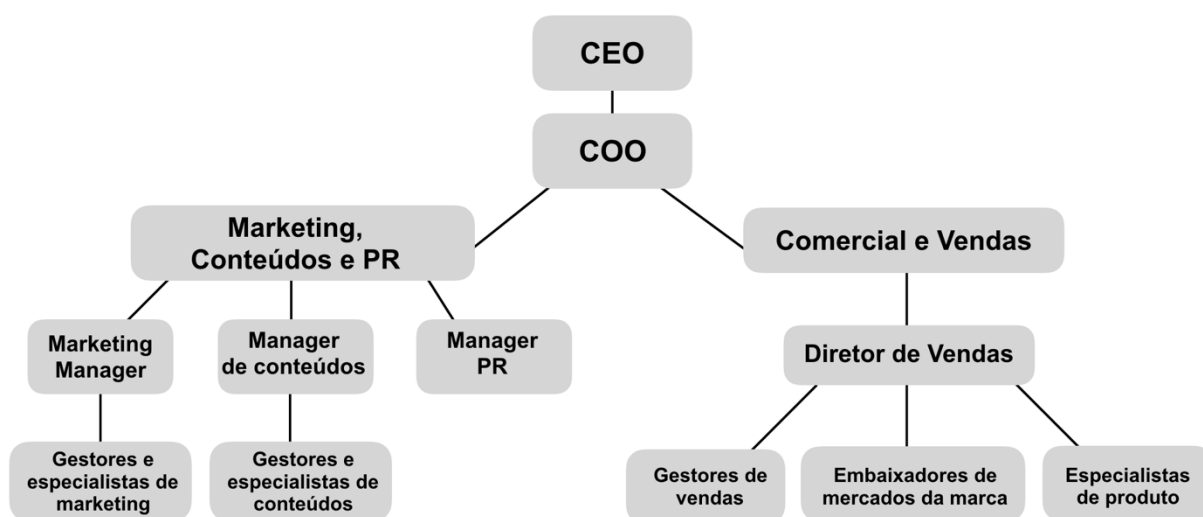 CEO
COO
Marketing,
Conteúdos e PR
Comercial e Vendas
Marketing
Manager
Manager
de conteúdos
Manager
PR
Diretor de Vendas
Gestores e
especialistas de
marketing
Gestores e
especialistas de
conteúdos
Gestores de
vendas
Embaixadores de
mercados da marca
Especialistas
de produto